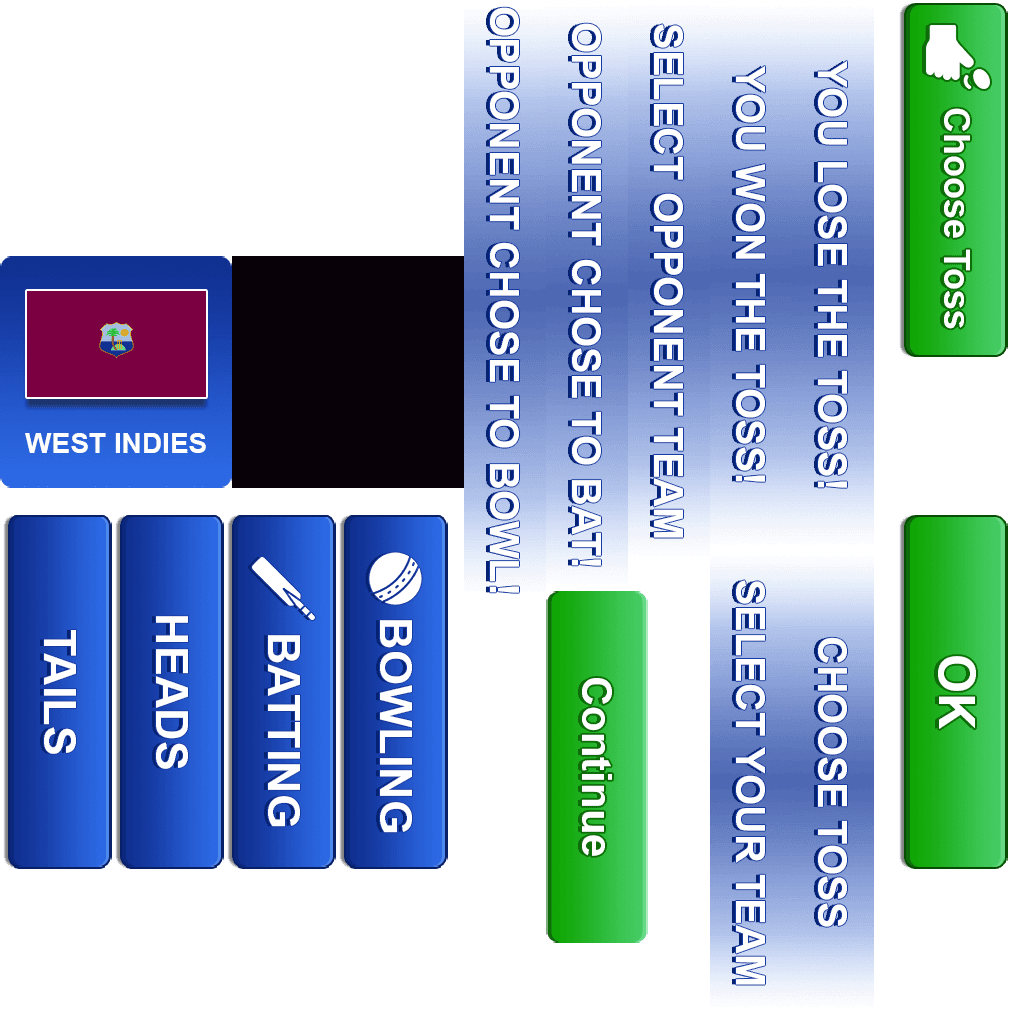 OPPONENT CHOSE TO BOWL!
OPPONENT CHOSE TO BAT!
SELECT OPPONENT TEAM
YOU WON THE TOSS!
YOU LOSE THE TOSS!
Choose Toss
WEST INDIES
TAILS
HEADS
BATTING
BOWLING
Continue
SELECT YOUR TEAM
CHOOSE TOSS
OK